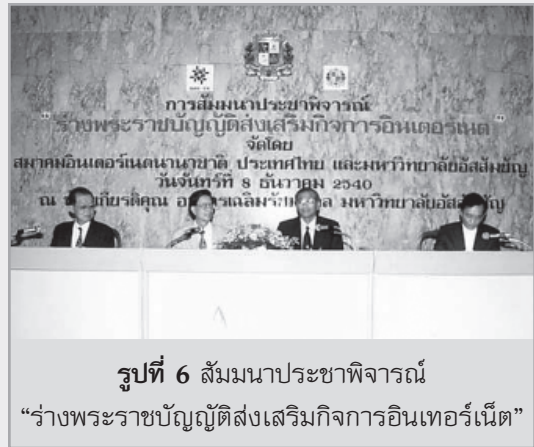 การสัมมนาประชาพิจารณ์
"ร่างพระราชบัญญัติส่งเสริมกิจการอินเตอร์เนต"
จัดโดย
สมาคมอินเตอร์เนตนานาชาติ ประเทศไทย และมหาวิทยาลัยอัสสัมชัญ
วันจันทร์ที่ 8 ธันวาคม 2540
ณ เกียรติคุณ มหาวิทยาลัย
รูปที่ 6 สัมมนาประชาพิจารณ์
“ร่างพระราชบัญญัติส่งเสริมกิจการอินเทอร์เน็ต”